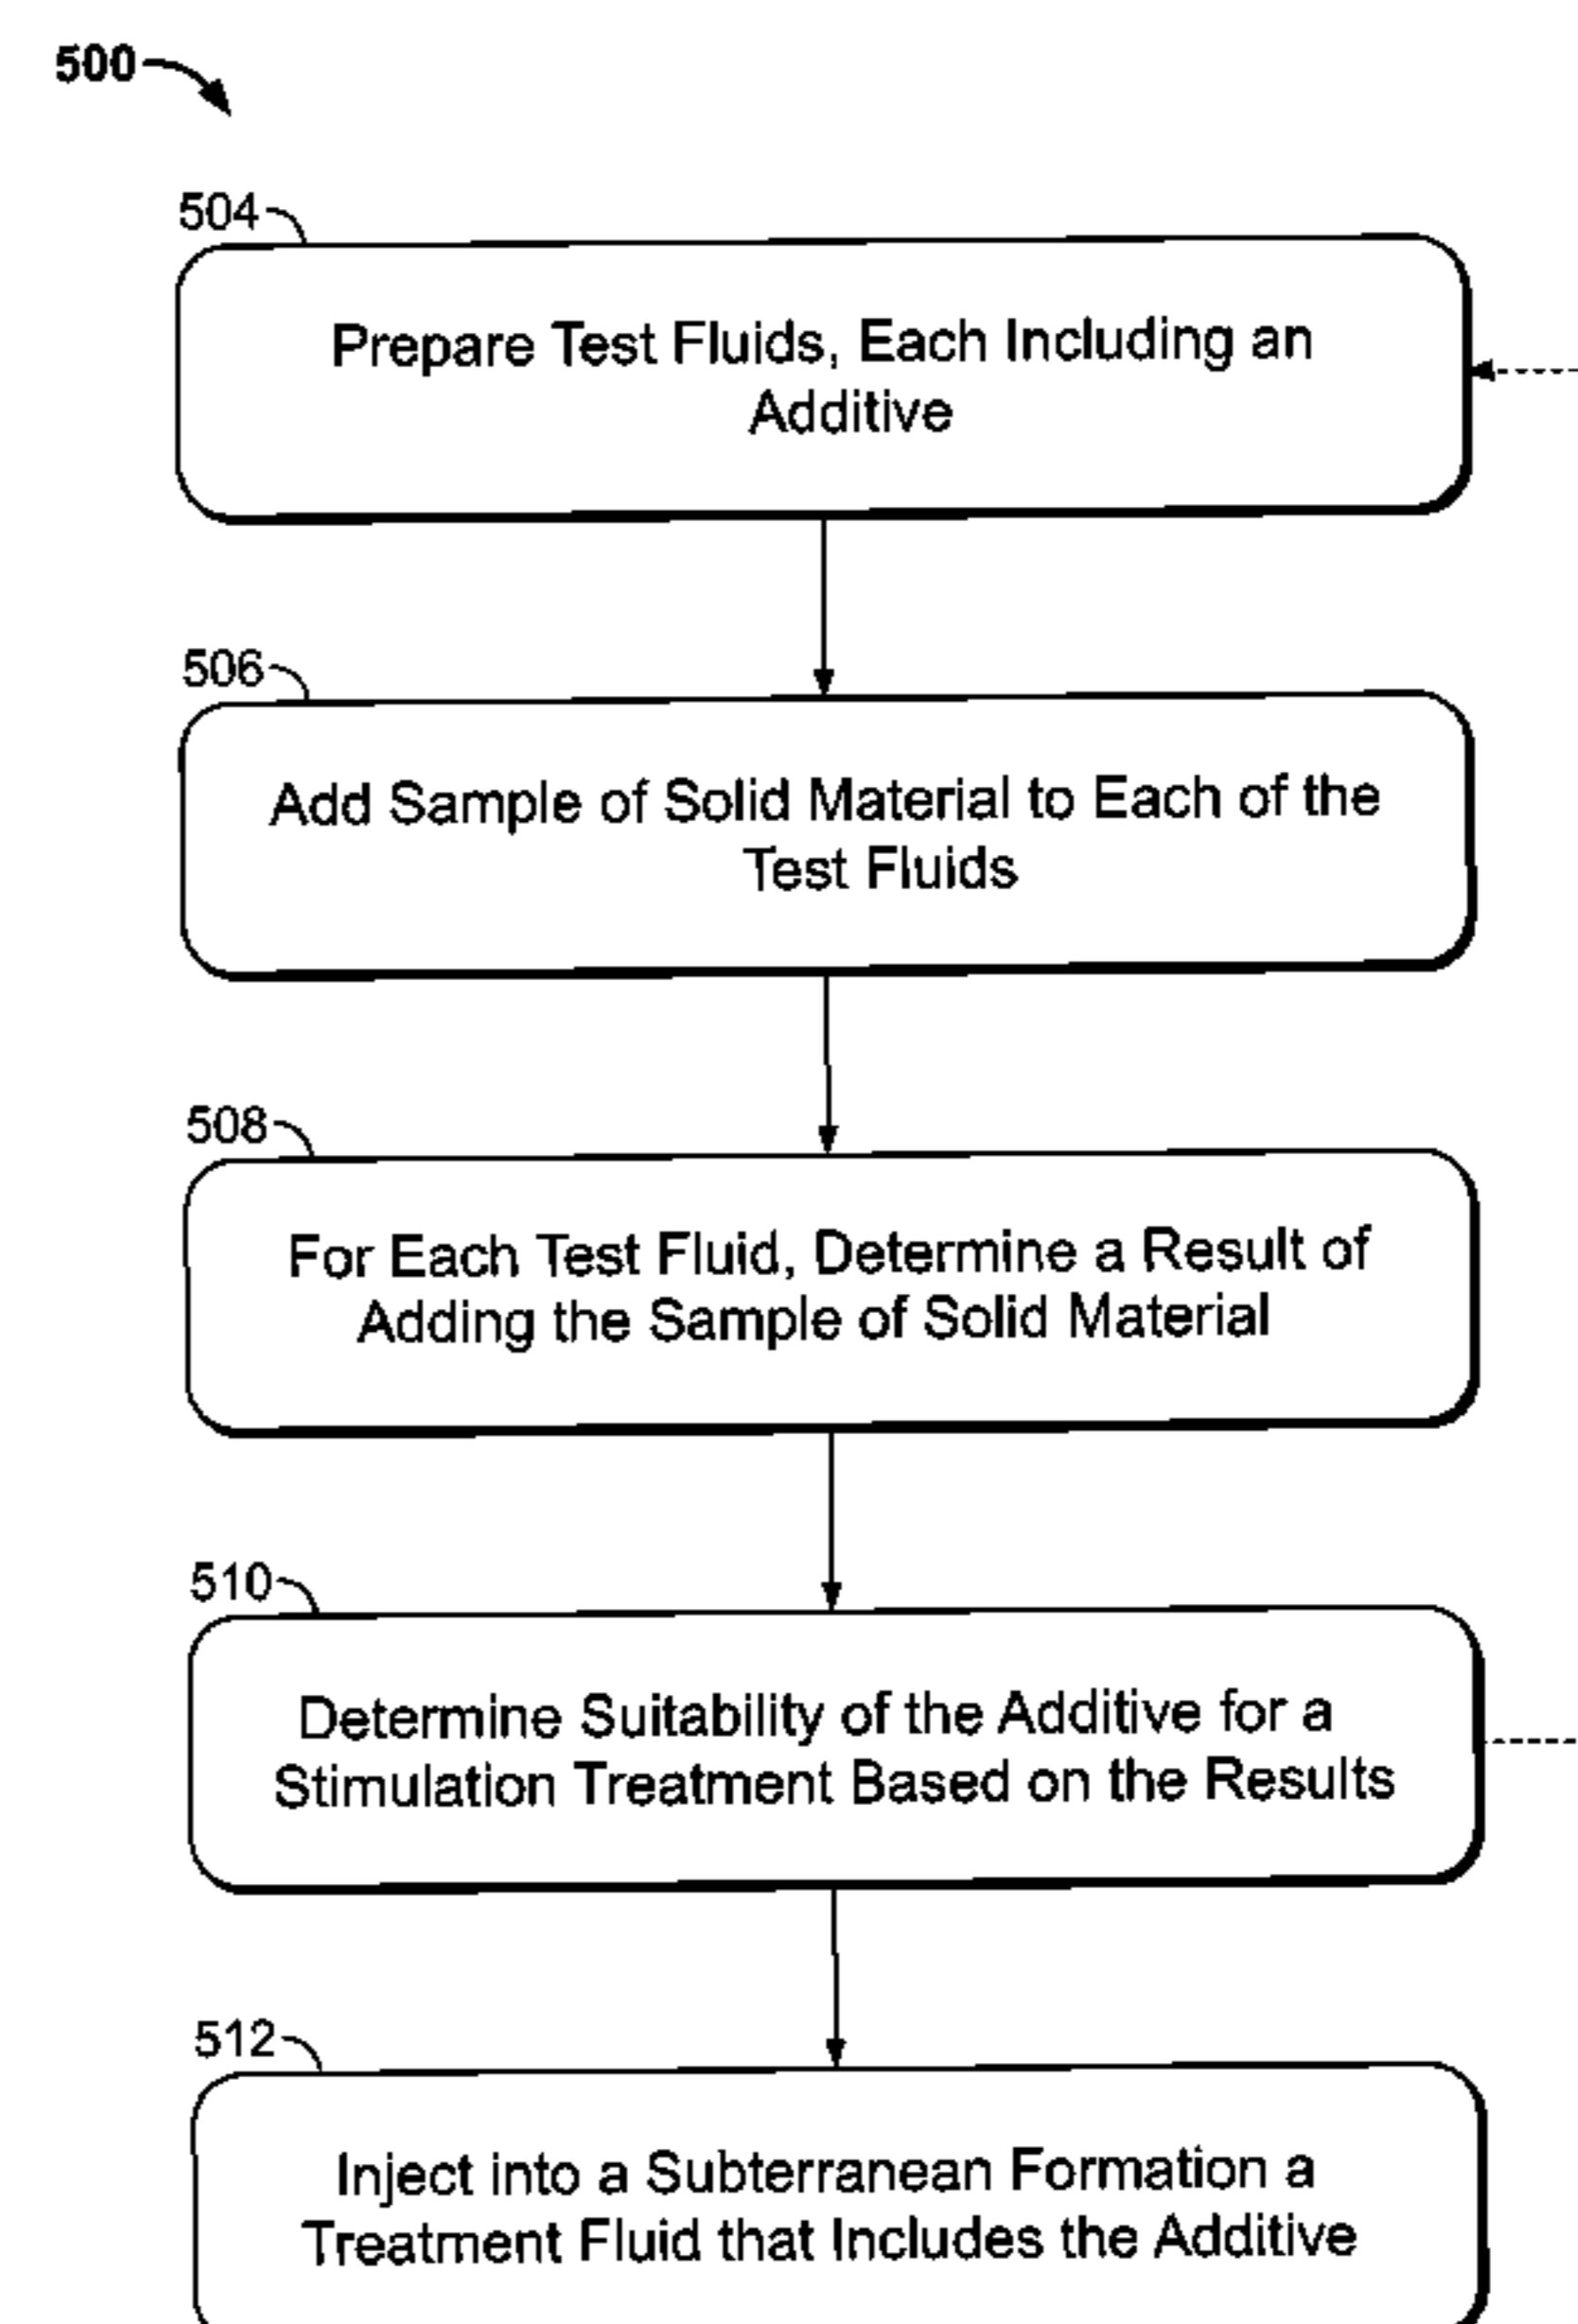 500
504
Prepare Test Fluids, Each Including an
Additive
506
Add Sample of Solid Material to Each of the
Test Fluids
508
For Each Test Fluid, Determine a Result of
Adding the Sample of Solid Material
510
Determine Suitability of the Additive for a
Stimulation Treatment Based on the Results
512
Inject into a Subterranean Formation a
Treatment Fluid that Includes the Additive